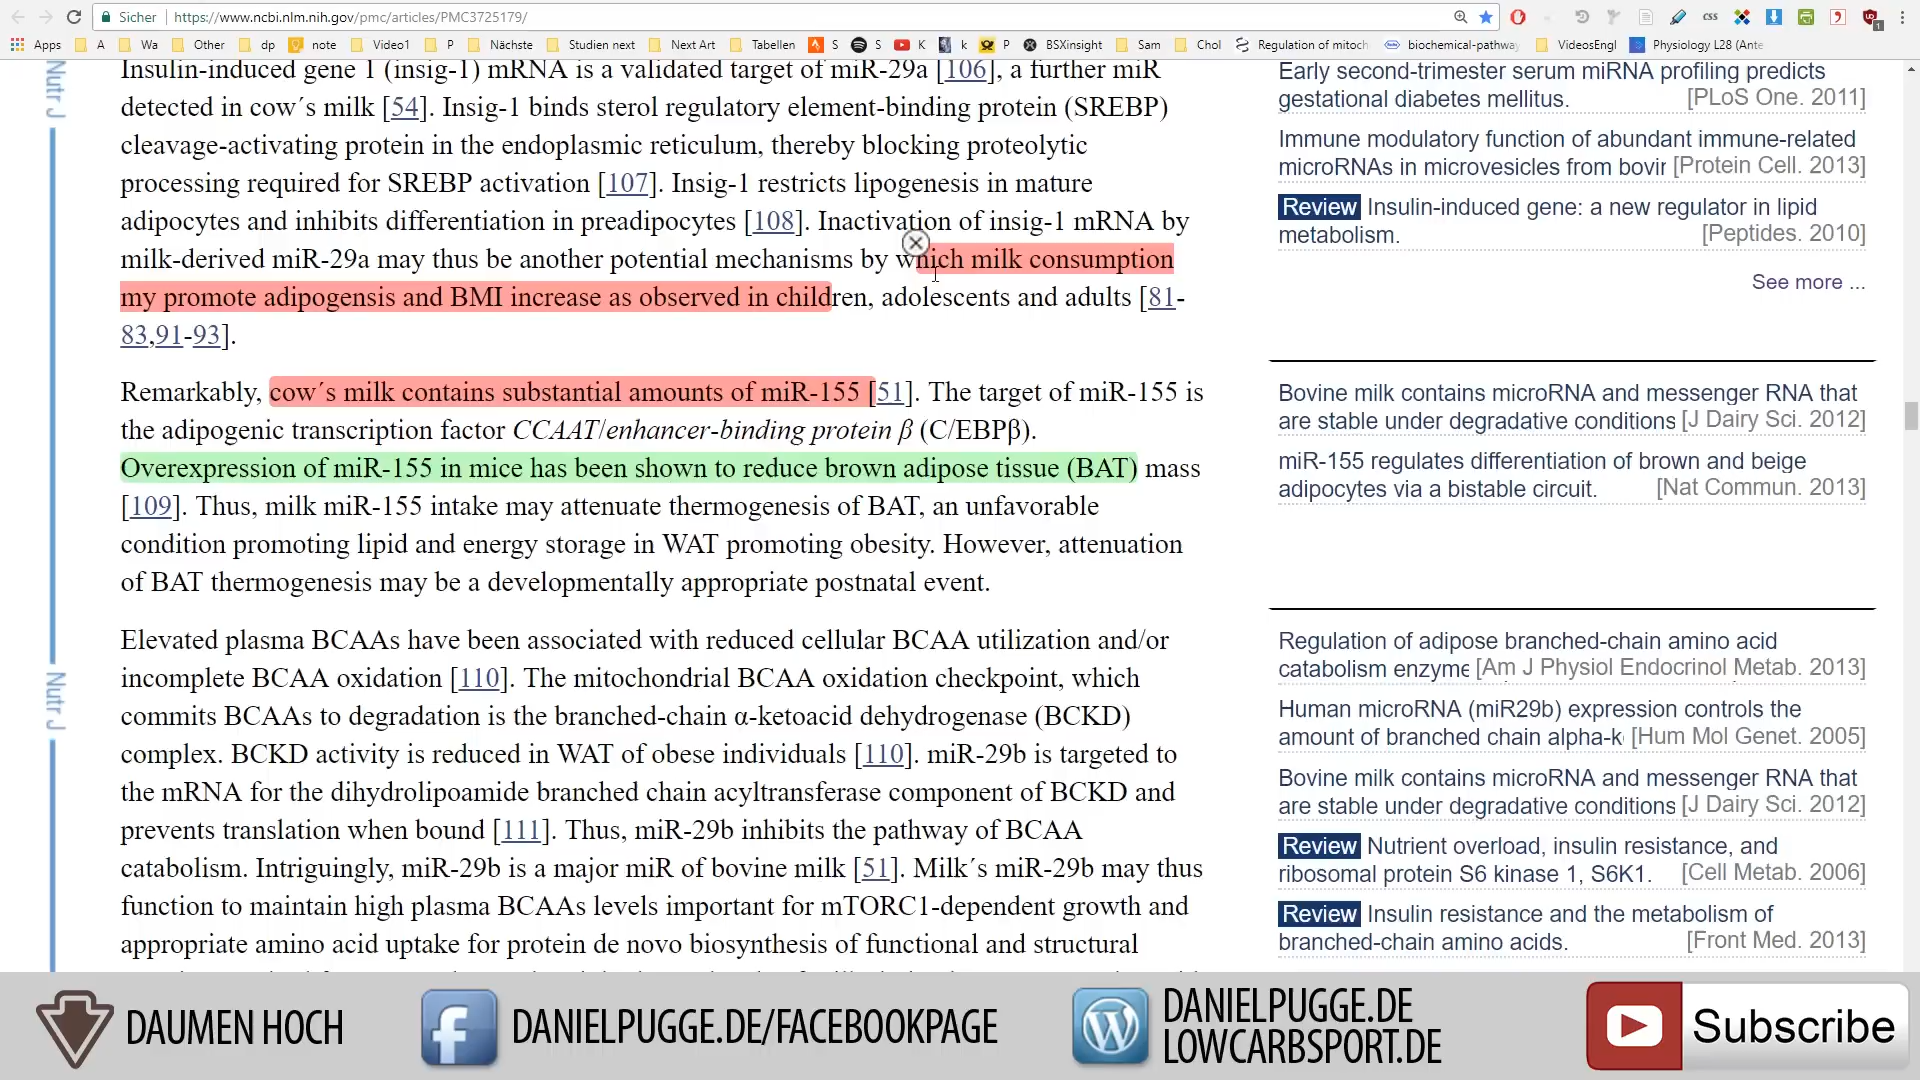 Sicher https://www.ncbi.nlm.nih.gov/pmc/articles/PMC3725179/
Apps A Wa Other dp note Video1 P Nächste Studien next Next Art Tabellen S S K k P BSXinsight Sam Chol Regulation of mitoch biochemical-pathway VideosEngl Physiology L28 (Ante
Nutr J
Insulin-induced gene 1 (insig-1) mRNA is a validated target of miR-29a [106], a further miR
detected in cow´s milk [54]. Insig-1 binds sterol regulatory element-binding protein (SREBP)
cleavage-activating protein in the endoplasmic reticulum, thereby blocking proteolytic
processing required for SREBP activation [107]. Insig-1 restricts lipogenesis in mature
adipocytes and inhibits differentiation in preadipocytes [108]. Inactivation of insig-1 mRNA by
milk-derived miR-29a may thus be another potential mechanisms by which milk consumption
my promote adipogensis and BMI increase as observed in children, adolescents and adults [81-
83,91-93].
Remarkably, cow´s milk contains substantial amounts of miR-155 [51]. The target of miR-155 is
the adipogenic transcription factor CCAAT/enhancer-binding protein β (C/EBPβ).
Overexpression of miR-155 in mice has been shown to reduce brown adipose tissue (BAT) mass
[109]. Thus, milk miR-155 intake may attenuate thermogenesis of BAT, an unfavorable
condition promoting lipid and energy storage in WAT promoting obesity. However, attenuation
of BAT thermogenesis may be a developmentally appropriate postnatal event.
Nutr J
Elevated plasma BCAAs have been associated with reduced cellular BCAA utilization and/or
incomplete BCAA oxidation [110]. The mitochondrial BCAA oxidation checkpoint, which
commits BCAAs to degradation is the branched-chain α-ketoacid dehydrogenase (BCKD)
complex. BCKD activity is reduced in WAT of obese individuals [110]. miR-29b is targeted to
the mRNA for the dihydrolipoamide branched chain acyltransferase component of BCKD and
prevents translation when bound [111]. Thus, miR-29b inhibits the pathway of BCAA
catabolism. Intriguingly, miR-29b is a major miR of bovine milk [51]. Milk´s miR-29b may thus
function to maintain high plasma BCAAs levels important for mTORC1-dependent growth and
appropriate amino acid uptake for protein de novo biosynthesis of functional and structural
Early second-trimester serum miRNA profiling predicts
gestational diabetes mellitus. [PLoS One. 2011]
Immune modulatory function of abundant immune-related
microRNAs in microvesicles from bovir [Protein Cell. 2013]
Review Insulin-induced gene: a new regulator in lipid
metabolism. [Peptides. 2010]
See more ...
Bovine milk contains microRNA and messenger RNA that
are stable under degradative conditions [J Dairy Sci. 2012]
miR-155 regulates differentiation of brown and beige
adipocytes via a bistable circuit. [Nat Commun. 2013]
Regulation of adipose branched-chain amino acid
catabolism enzyme [Am J Physiol Endocrinol Metab. 2013]
Human microRNA (miR29b) expression controls the
amount of branched chain alpha-k [Hum Mol Genet. 2005]
Bovine milk contains microRNA and messenger RNA that
are stable under degradative conditions [J Dairy Sci. 2012]
Review Nutrient overload, insulin resistance, and
ribosomal protein S6 kinase 1, S6K1. [Cell Metab. 2006]
Review Insulin resistance and the metabolism of
branched-chain amino acids. [Front Med. 2013]
DAUMEN HOCH
DANIELPUGGE.DE/FACEBOOKPAGE
DANIELPUGGE.DE
LOWCARBSPORT.DE
Subscribe